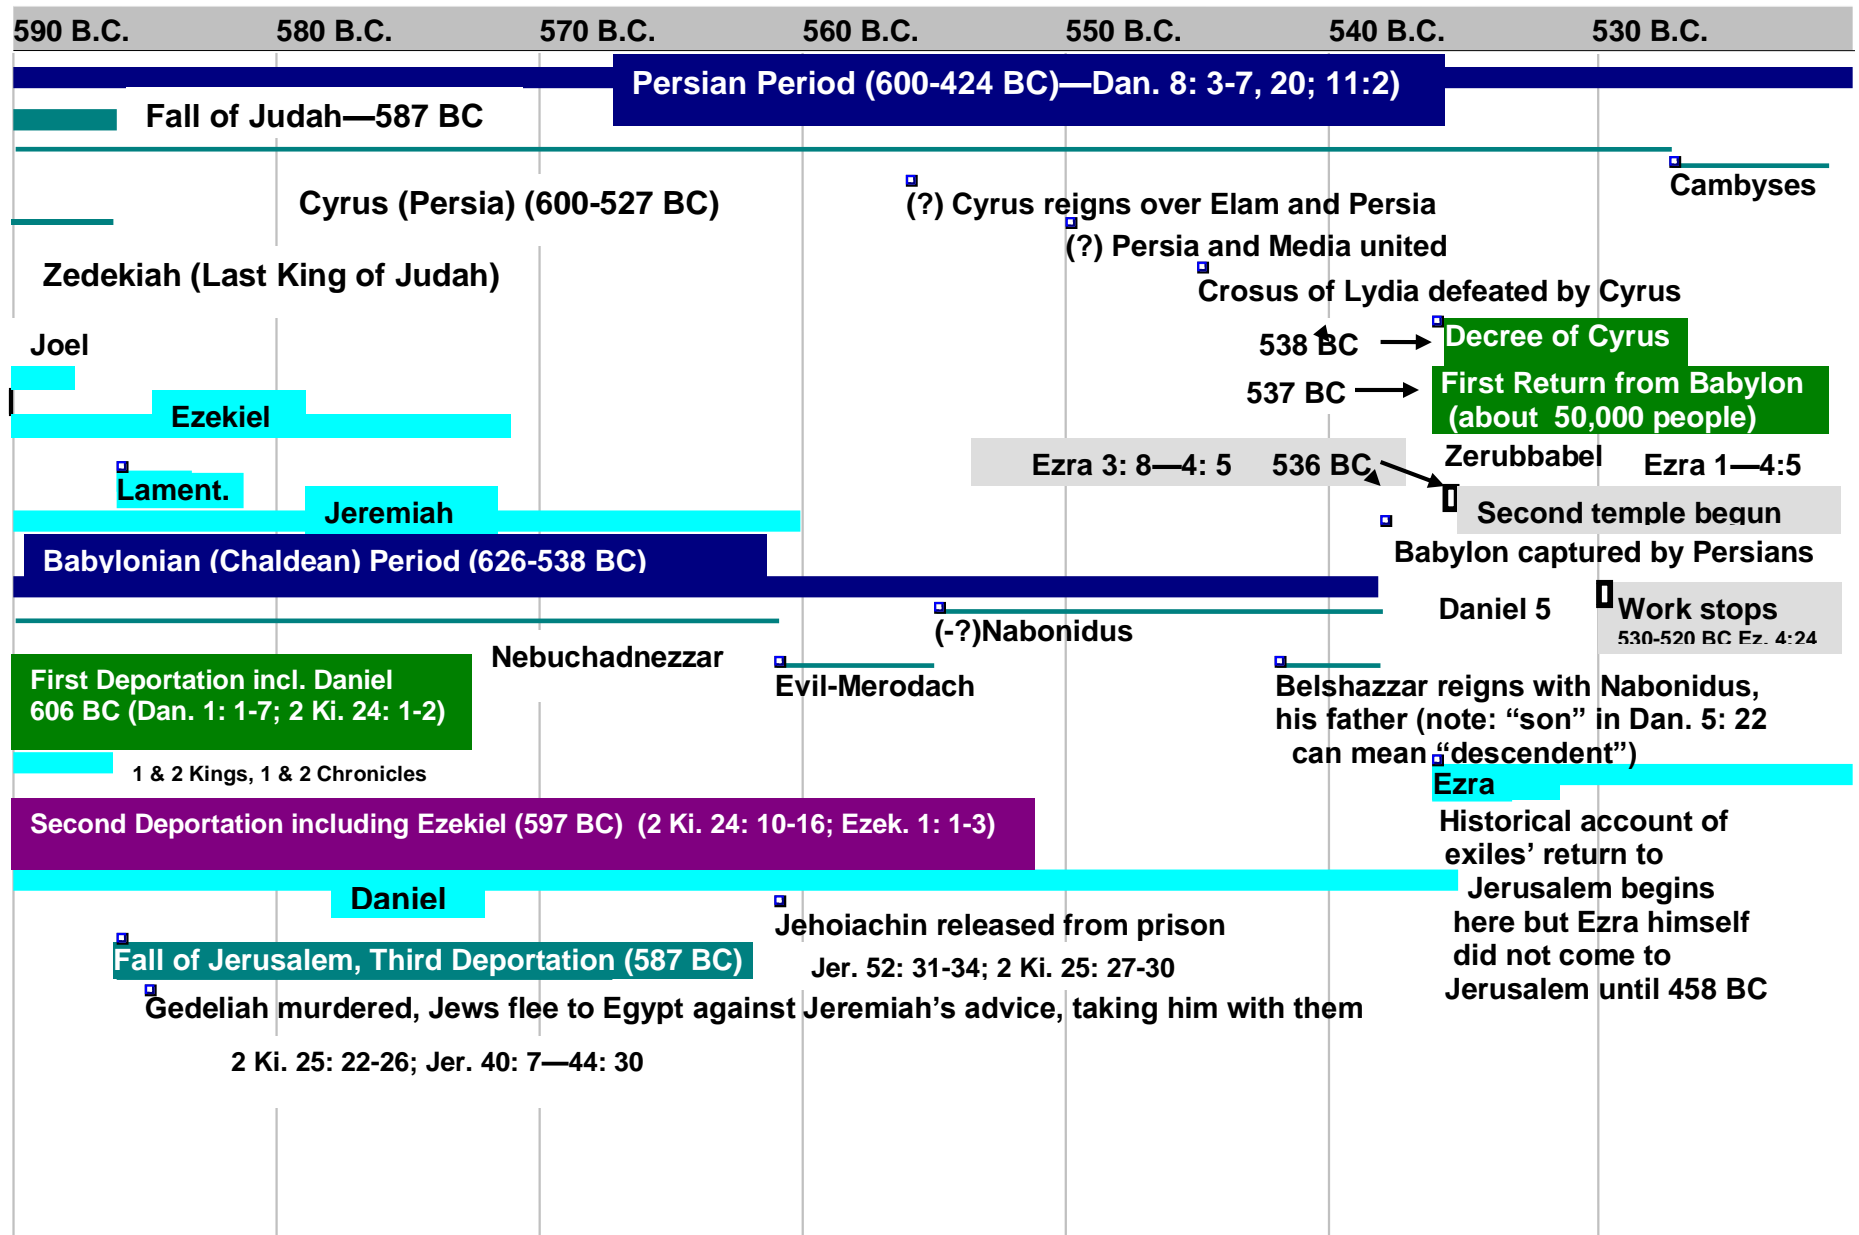 590 B.C. 580 B.C. 570 B.C. 560 B.C. 550 B.C. 540 B.C. 530 B.C.
Persian Period (600-424 BC)—Dan. 8: 3-7, 20; 11:2)
Fall of Judah—587 BC
Cambyses
Cyrus (Persia) (600-527 BC)
(?) Cyrus reigns over Elam and Persia
(?) Persia and Media united
Zedekiah (Last King of Judah)
Crosus of Lydia defeated by Cyrus
Joel
538 BC
Decree of Cyrus
537 BC
First Return from Babylon
(about 50,000 people)
Ezekiel
Ezra 3: 8—4: 5 536 BC
Zerubbabel
Ezra 1—4:5
Lament.
Jeremiah
Second temple begun
Babylonian (Chaldean) Period (626-538 BC)
Babylon captured by Persians
Daniel 5
Work stops
530-520 BC Ez. 4:24
(-?)Nabonidus
Nebuchadnezzar
Evil-Merodach
First Deportation incl. Daniel
606 BC (Dan. 1: 1-7; 2 Ki. 24: 1-2)
Belshazzar reigns with Nabonidus,
his father (note: “son” in Dan. 5: 22
can mean “descendent”)
1 & 2 Kings, 1 & 2 Chronicles
Ezra
Second Deportation including Ezekiel (597 BC) (2 Ki. 24: 10-16; Ezek. 1: 1-3)
Historical account of
exiles’ return to
Jerusalem begins
here but Ezra himself
did not come to
Jerusalem until 458 BC
Daniel
Jehoiachin released from prison
Jer. 52: 31-34; 2 Ki. 25: 27-30
Fall of Jerusalem, Third Deportation (587 BC)
Gedeliah murdered, Jews flee to Egypt against Jeremiah’s advice, taking him with them
2 Ki. 25: 22-26; Jer. 40: 7—44: 30